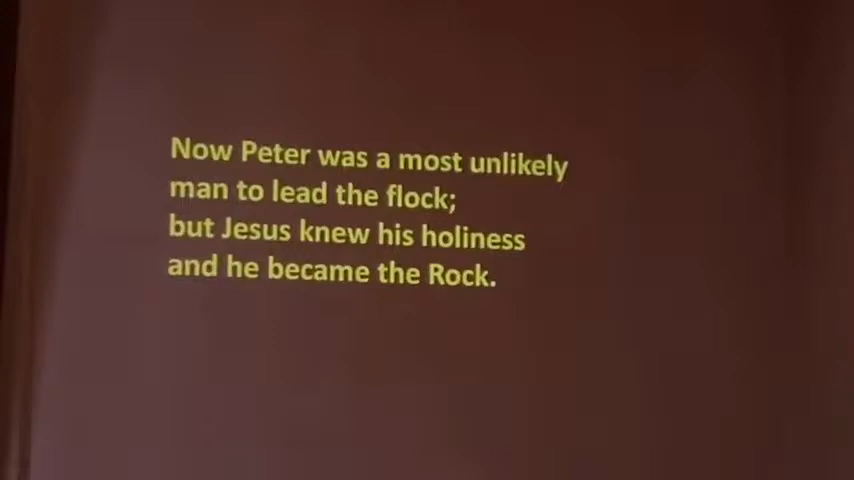 Now Peter was a most unlikely
man to lead the flock;
but Jesus knew his holiness
and he became the Rock.